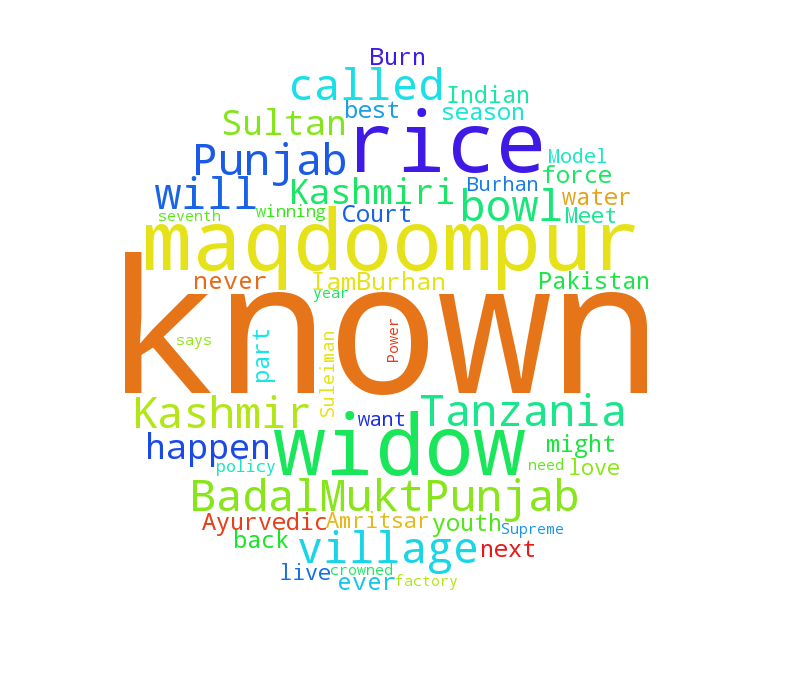 Burn
called Indian
best season
Sultan rice
Punjab Model
force
will Kashmiri Burhan bowl water
seventh winning Court Meet
maqdoompur
never IamBurhan Pakistan
year
known
says part Suleiman Power
Kashmir want Tanzania
happen widow might
policy need love
BadalMuktPunjab
Ayurvedic Amritsar youth Supreme
back village next
live crowned ever factory